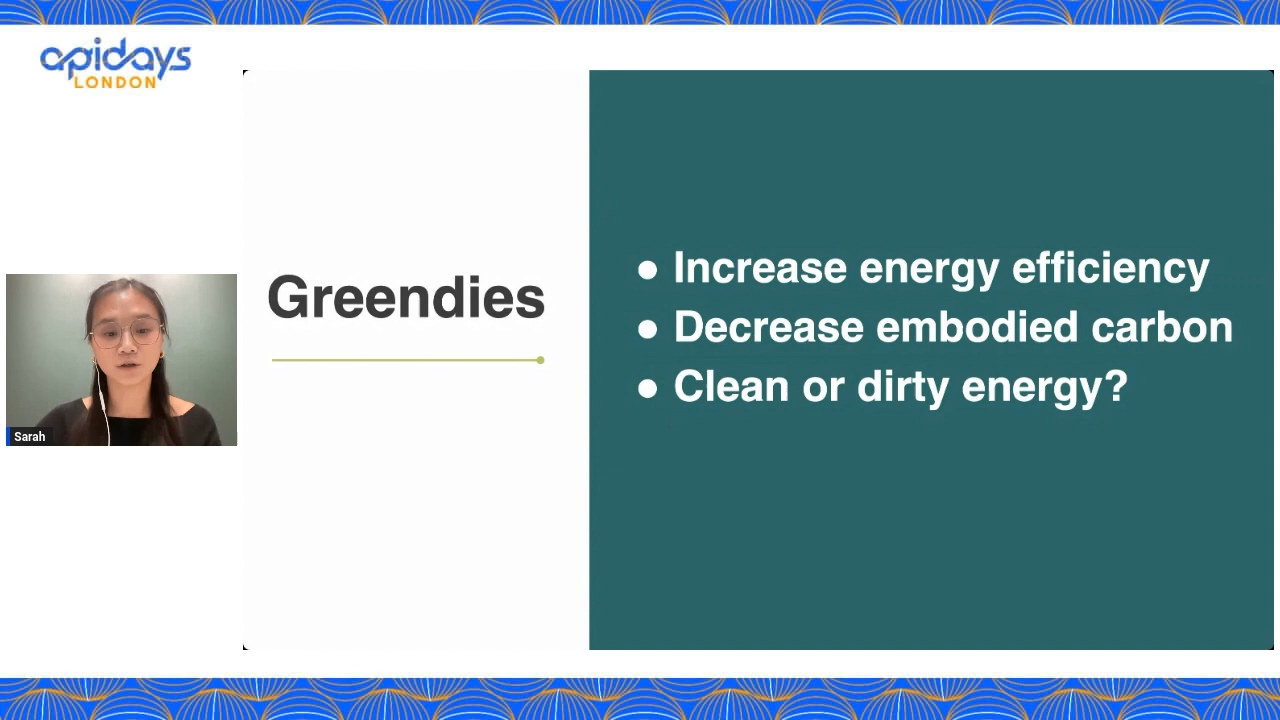 apidays
LONDON
Greendies
● Increase energy efficiency
● Decrease embodied carbon
● Clean or dirty energy?
Sarah